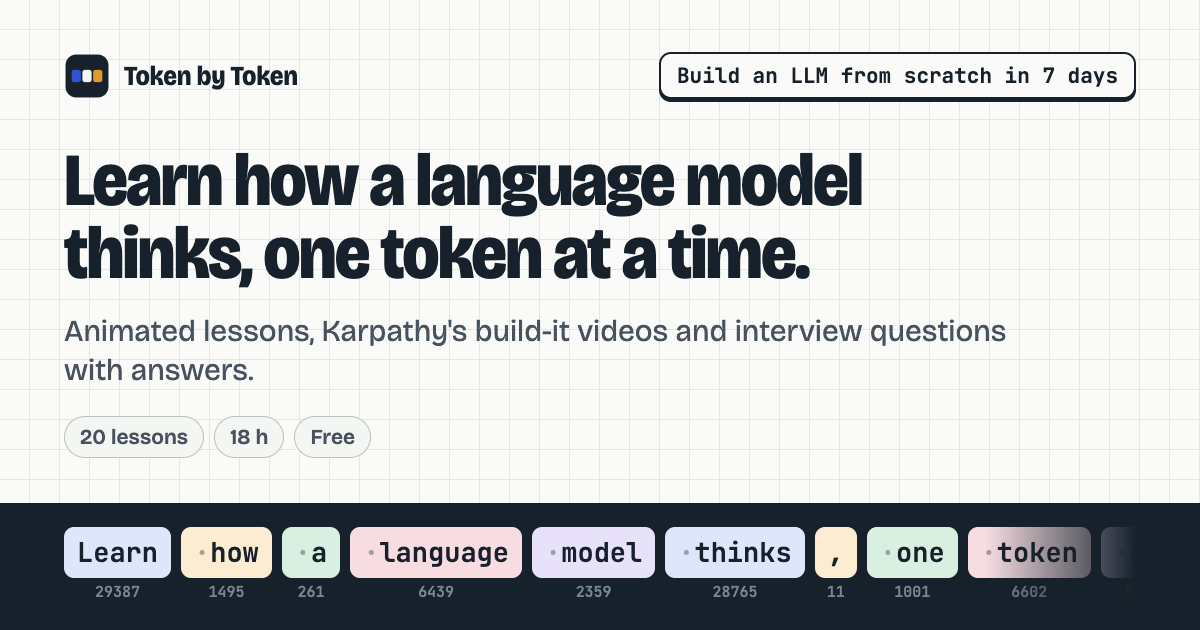 Token by Token
Build an LLM from scratch in 7 days
Learn how a language model
thinks, one token at a time.
Animated lessons, Karpathy's build-it videos and interview questions
with answers.
20 lessons 18 h Free
Learn ·how ·a ·language ·model ·thinks , ·one ·token
29387 1495 261 6439 2359 28765 11 1001 6602